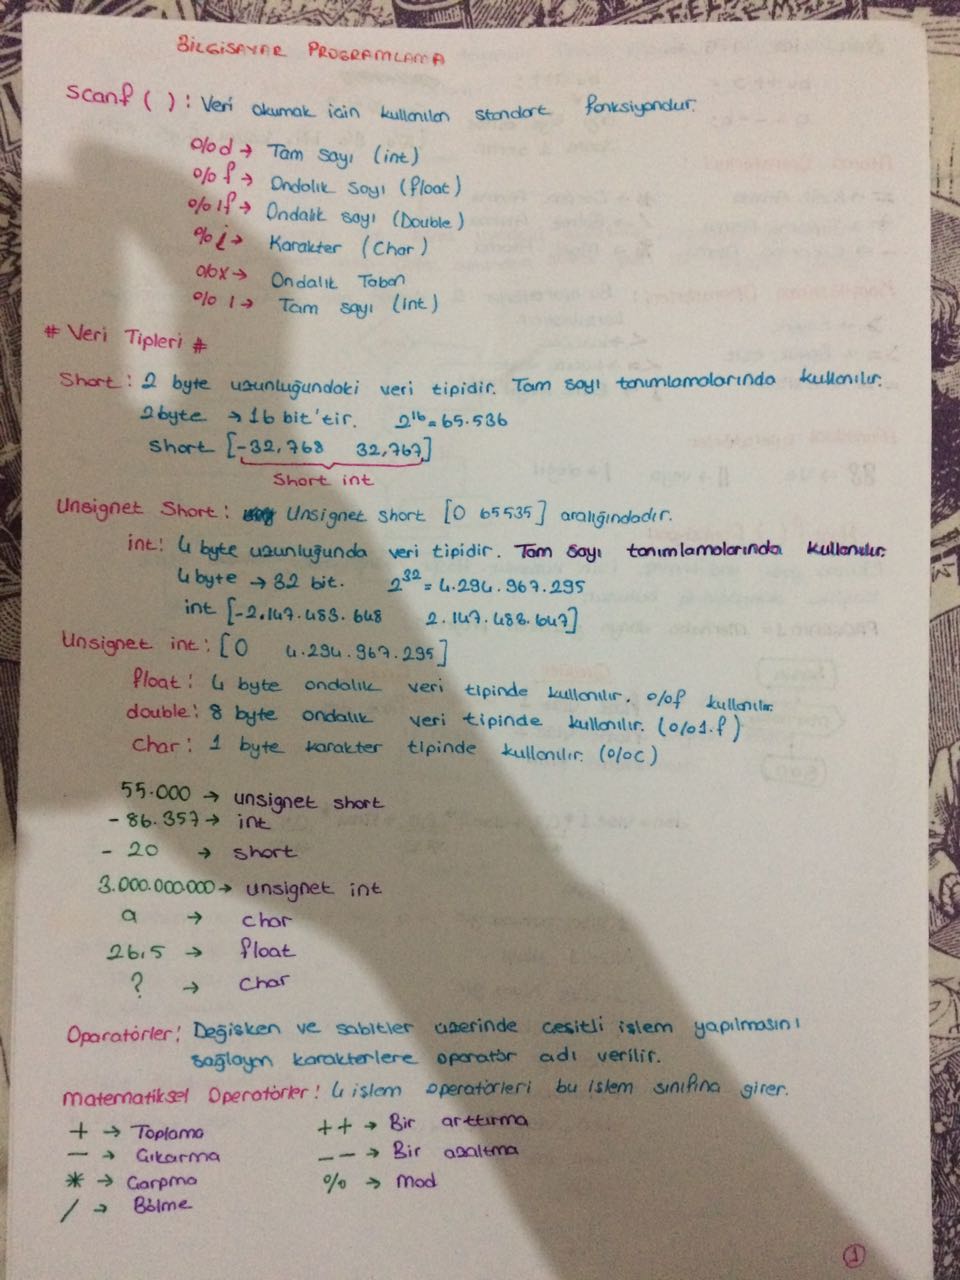 BİLGİSAYAR PROGRAMLAMA
Scanf ( ) : Veri okumak için kullanılan standart fonksiyondur.
%d → Tam sayı (int)
%f → Ondalık sayı (float)
%lf → Ondalık sayı (Double)
→ Karakter (Char)
%x → Ondalık Taban
%ı → Tam sayı (int)
# Veri Tipleri #
Short : 2 byte uzunluğundaki veri tipidir. Tam sayı tanımlamalarında kullanılır.
2 byte → 16 bit'tir. 2¹⁶ = 65.536
short [-32,768 32,767]
Short int
Unsignet Short : Unsignet short [0 65535] aralığındadır.
int : 4 byte uzunluğunda veri tipidir. Tam sayı tanımlamalarında kullanılır.
4 byte → 32 bit. 2³² = 4.294.967.295
int [-2.147.483.648 2.147.483.647]
Unsignet int : [0 4.294.967.295]
float : 4 byte ondalık veri tipinde kullanılır. %f kullanılır.
double : 8 byte ondalık veri tipinde kullanılır. (%1.f)
Char : 1 byte karakter tipinde kullanılır. (%c)
55.000 → unsignet short
- 86.357 → int
- 20 → short
3.000.000.000 → unsignet int
a → char
26,5 → float
? → char
Oparatörler : Değişken ve sabitler üzerinde çeşitli işlem yapılmasını
sağlayan karakterlere oparatör adı verilir.
Matematiksel Operatörler : 4 işlem operatörleri bu işlem sınıfına girer.
+ → Toplama ++ → Bir arttırma
− → Çıkarma −− → Bir azaltma
* → Çarpma % → mod
/ → Bölme
1